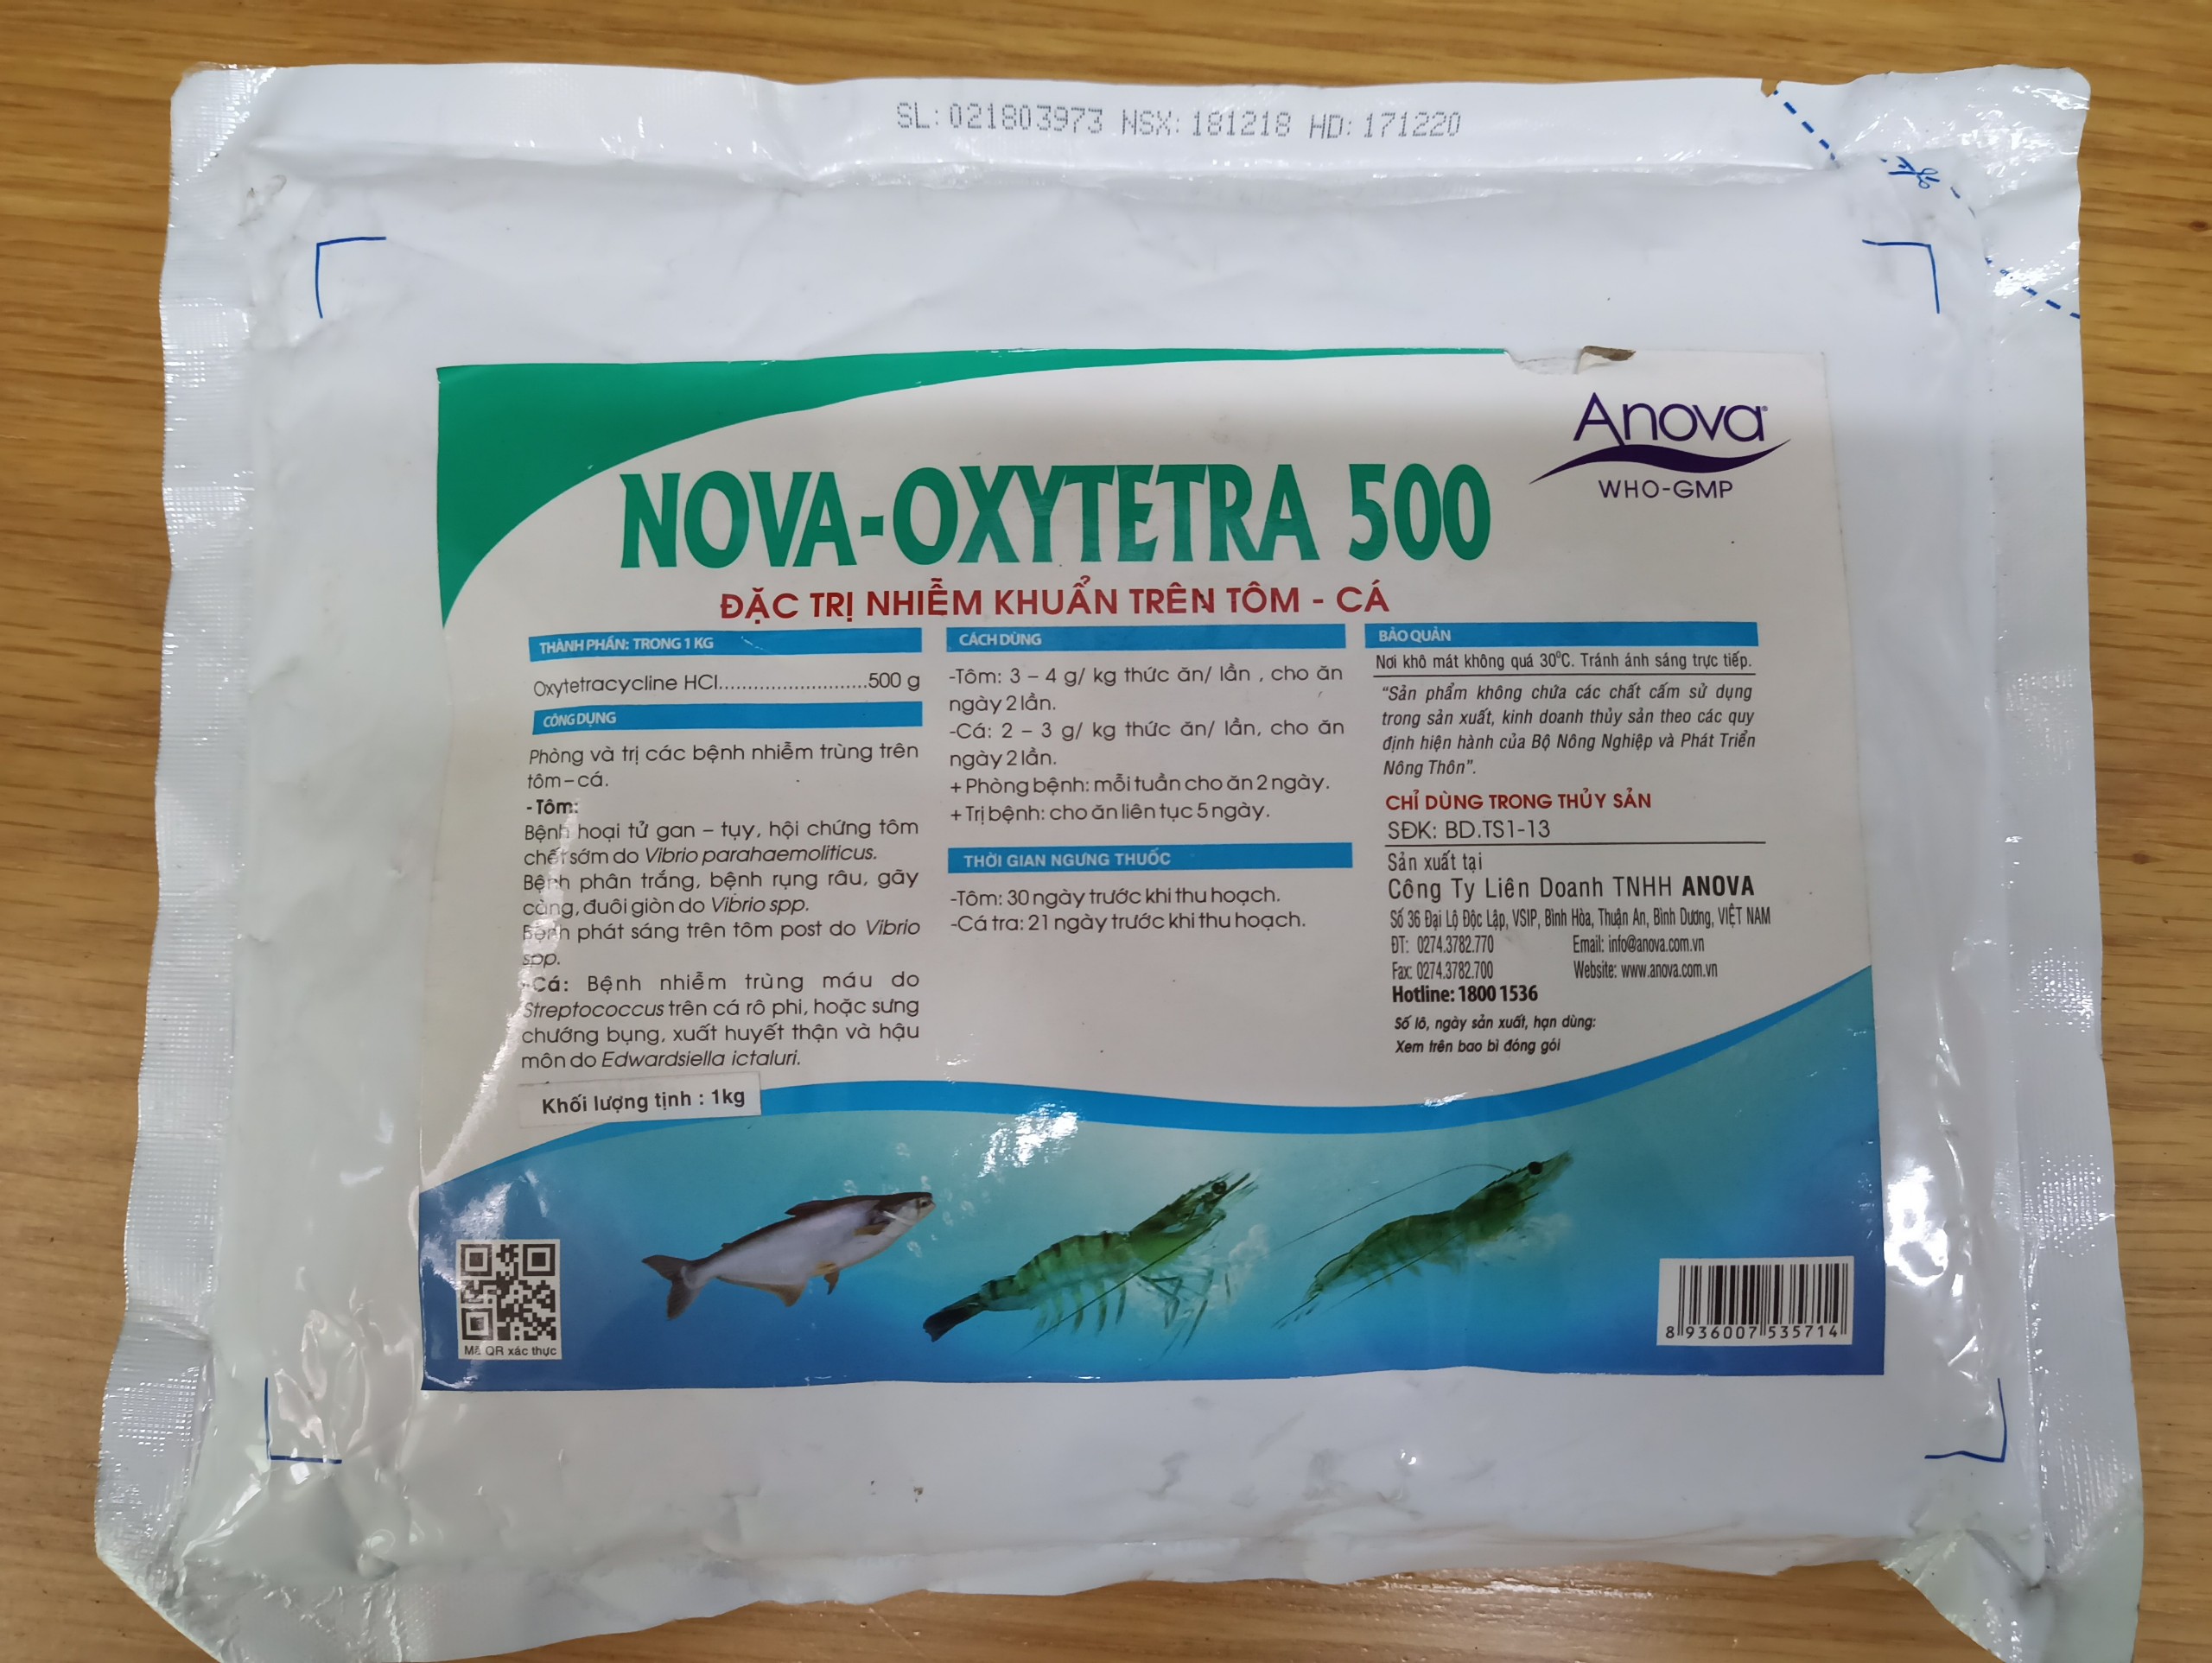 SL: 021803973 NSX: 181218 HD: 171220
Anova®
WHO-GMP
NOVA-OXYTETRA 500
ĐẶC TRỊ NHIỄM KHUẨN TRÊN TÔM - CÁ
THÀNH PHẦN: TRONG 1 KG
Oxytetracycline HCl..........................500 g
CÔNG DỤNG
Phòng và trị các bệnh nhiễm trùng trên
tôm–cá.
- Tôm:
Bệnh hoại tử gan – tụy, hội chứng tôm
chết sớm do Vibrio parahaemoliticus.
Bệnh phân trắng, bệnh rụng râu, gãy
càng, đuôi giòn do Vibrio spp.
Bệnh phát sáng trên tôm post do Vibrio
spp.
-Cá: Bệnh nhiễm trùng máu do
Streptococcus trên cá rô phi, hoặc sưng
chướng bụng, xuất huyết thận và hậu
môn do Edwardsiella ictaluri.
Khối lượng tịnh : 1kg
CÁCH DÙNG
-Tôm: 3 – 4 g/ kg thức ăn/ lần , cho ăn
ngày 2 lần.
-Cá: 2 – 3 g/ kg thức ăn/ lần, cho ăn
ngày 2 lần.
+ Phòng bệnh: mỗi tuần cho ăn 2 ngày.
+ Trị bệnh: cho ăn liên tục 5 ngày.
THỜI GIAN NGƯNG THUỐC
-Tôm: 30 ngày trước khi thu hoạch.
-Cá tra: 21 ngày trước khi thu hoạch.
BẢO QUẢN
Nơi khô mát không quá 30⁰C. Tránh ánh sáng trực tiếp.
“Sản phẩm không chứa các chất cấm sử dụng
trong sản xuất, kinh doanh thủy sản theo các quy
định hiện hành của Bộ Nông Nghiệp và Phát Triển
Nông Thôn”.
CHỈ DÙNG TRONG THỦY SẢN
SĐK: BD.TS1-13
Sản xuất tại
Công Ty Liên Doanh TNHH ANOVA
Số 36 Đại Lộ Độc Lập, VSIP, Bình Hòa, Thuận An, Bình Dương, VIỆT NAM
ĐT: 0274.3782.770 Email: info@anova.com.vn
Fax: 0274.3782.700 Website: www.anova.com.vn
Hotline: 1800 1536
Số lô, ngày sản xuất, hạn dùng:
Xem trên bao bì đóng gói
Mã QR xác thực
8 936007 535714